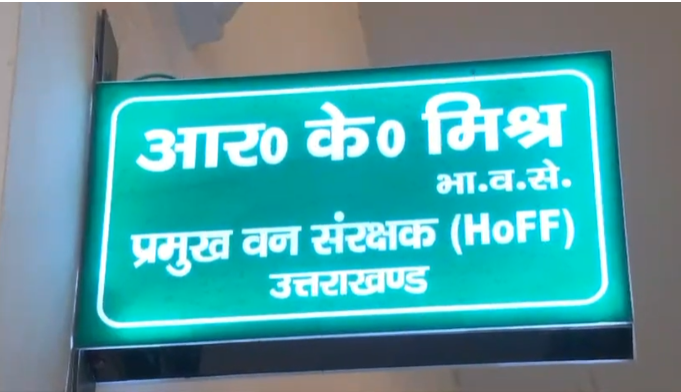 आर० के० मिश्र
भा.व.से.
प्रमुख वन संरक्षक (HoFF)
उत्तराखण्ड